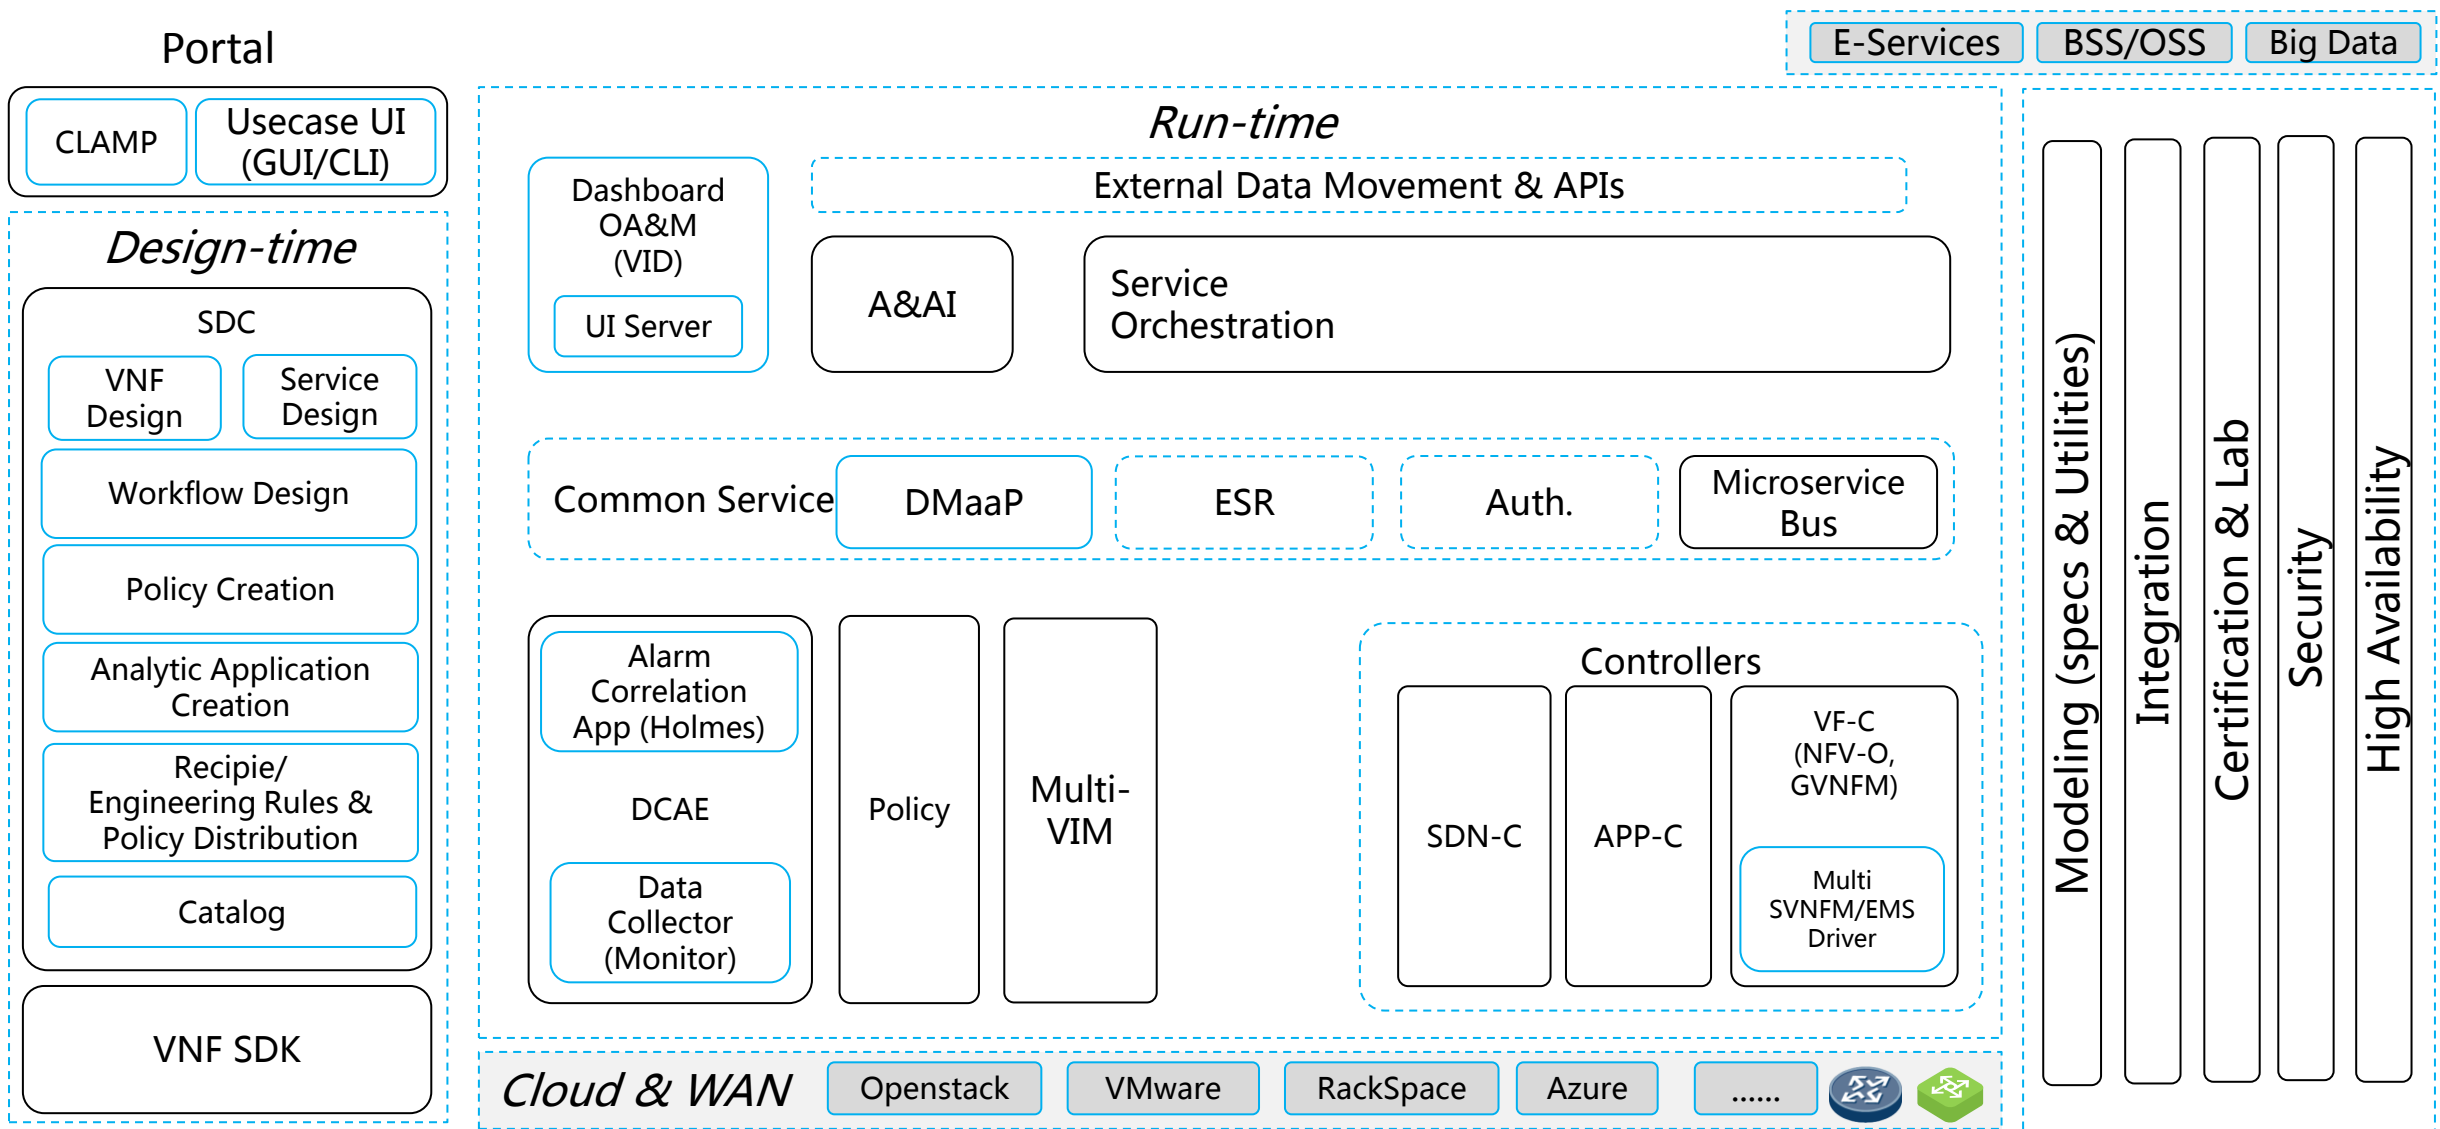 Portal
CLAMP
Usecase UI
(GUI/CLI)
Design-time
SDC
VNF
Design
Service
Design
Workflow Design
Policy Creation
Analytic Application
Creation
Recipie/
Engineering Rules &
Policy Distribution
Catalog
VNF SDK
E-Services
BSS/OSS
Big Data
Run-time
Dashboard
OA&M
(VID)
UI Server
External Data Movement & APIs
A&AI
Service
Orchestration
Common Service
DMaaP
ESR
Auth.
Microservice
Bus
Alarm
Correlation
App (Holmes)
DCAE
Data
Collector
(Monitor)
Policy
Multi-
VIM
Controllers
SDN-C
APP-C
VF-C
(NFV-O,
GVNFM)
Multi
SVNFM/EMS
Driver
Cloud & WAN
Openstack
VMware
RackSpace
Azure
......
Modeling (specs & Utilities)
Integration
Certification & Lab
Security
High Availability